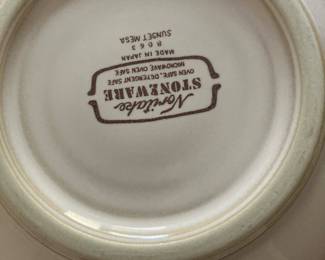 Noritake
STONEWARE
OVEN SAFE, DETERGENT SAFE
MICROWAVE OVEN SAFE
MADE IN JAPAN
8063
SUNSET MESA